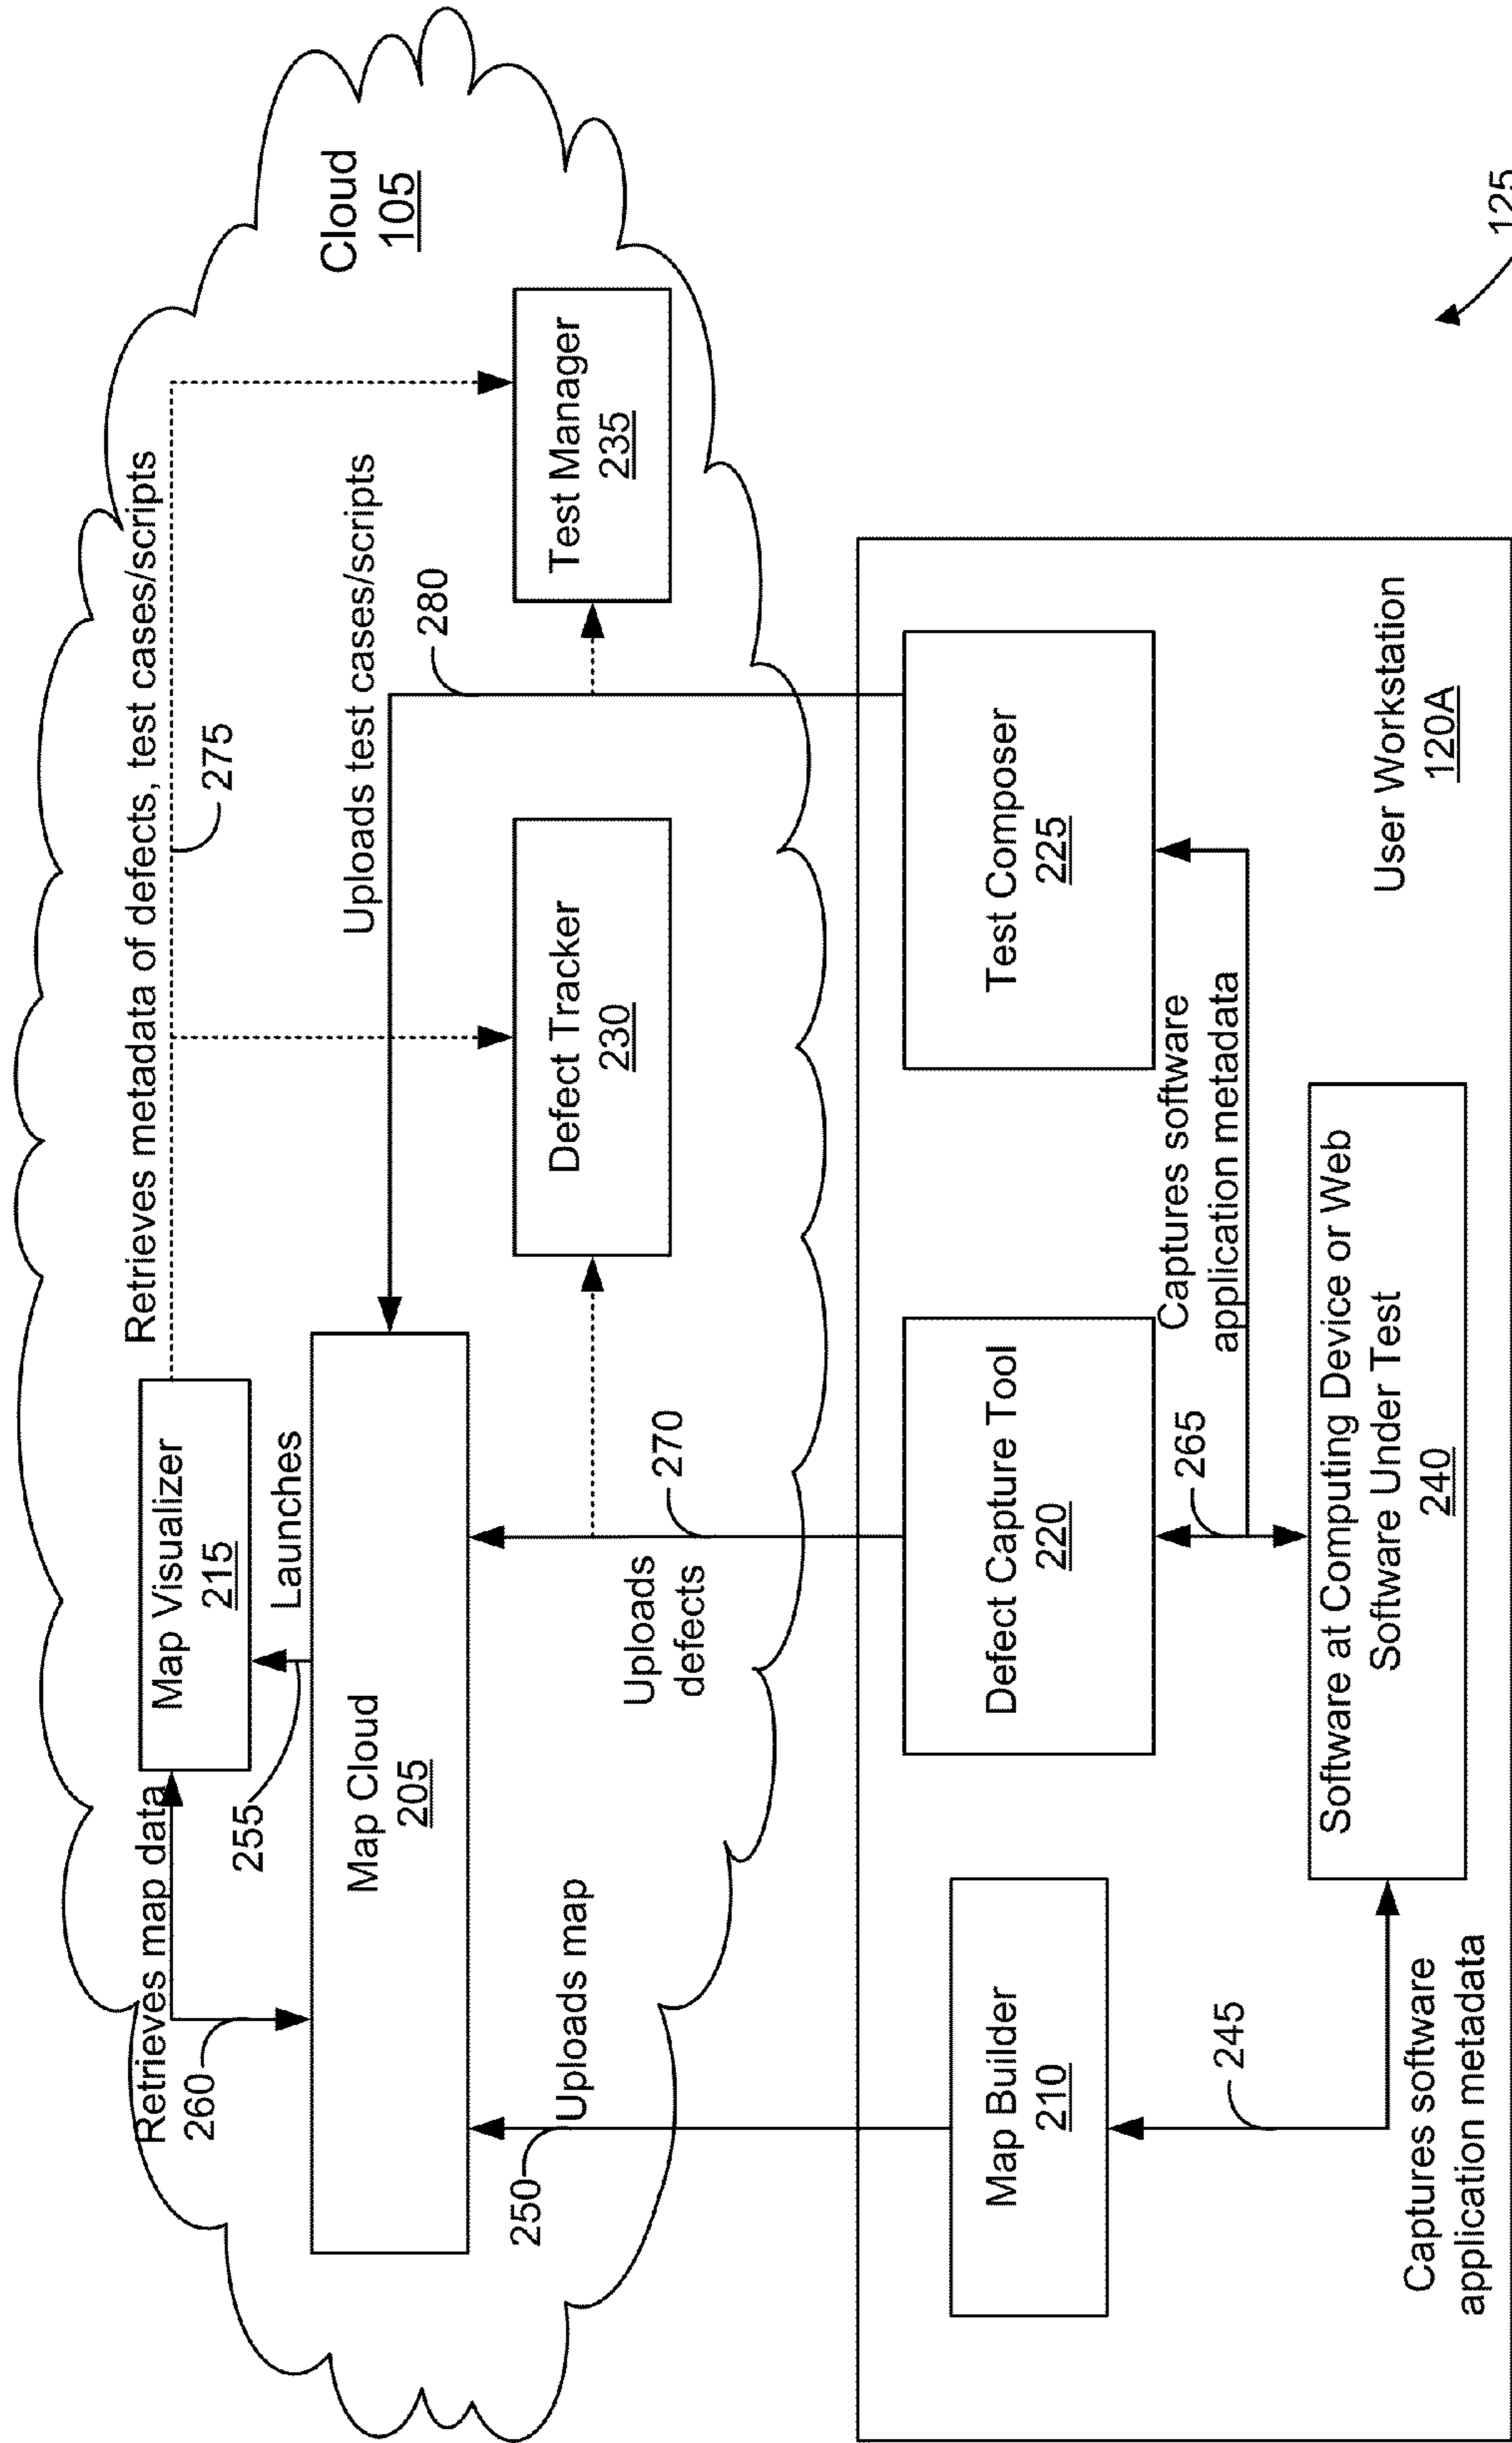 Cloud
105
Retrieves metadata of defects, test cases/scripts
275
Map Visualizer
215
Retrieves map data
260
255
Launches
Uploads test cases/scripts
280
Map Cloud
205
Defect Tracker
230
Test Manager
235
250
Uploads map
Uploads
defects
270
Map Builder
210
Defect Capture Tool
220
Test Composer
225
245
265
Captures software
application metadata
Captures software
application metadata
Software at Computing Device or Web
Software Under Test
240
User Workstation
120A
125